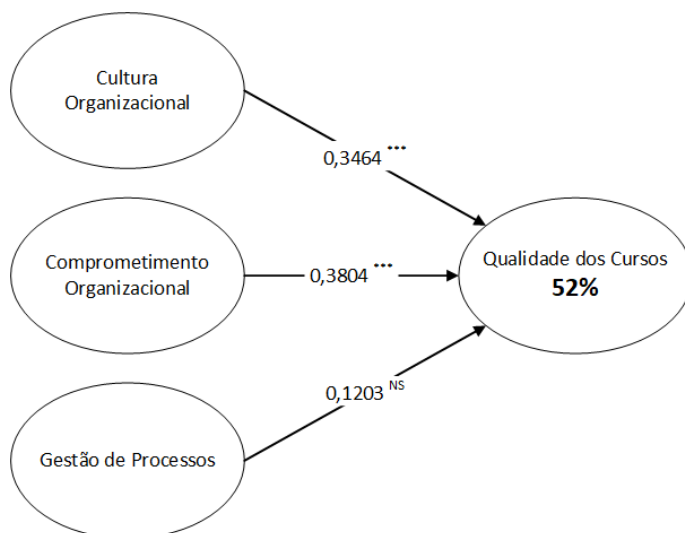 Cultura
Organizacional
0,3464 ***
Comprometimento
Organizacional
0,3804 ***
Qualidade dos Cursos
52%
0,1203 NS
Gestão de Processos